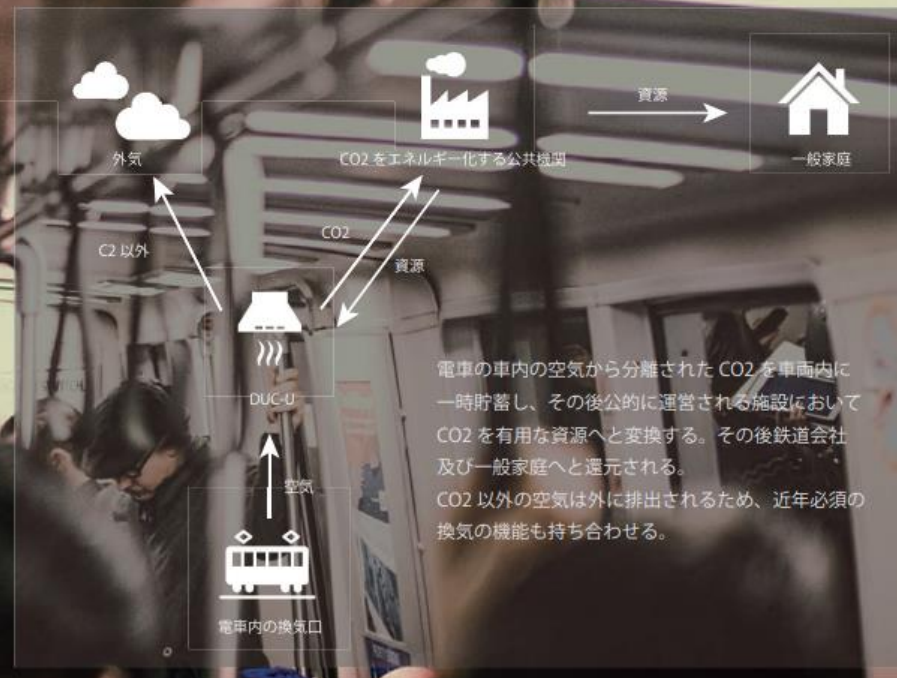 資源
外気
CO2 をエネルギー化する公共機関
一般家庭
CO2
C2 以外
資源
電車の車内の空気から分離された CO2 を車両内に
一時貯蓄し、その後公的に運営される施設において
CO2 を有用な資源へと変換する。その後鉄道会社
及び一般家庭へと還元される。
CO2 以外の空気は外に排出されるため、近年必須の
換気の機能も持ち合わせる。
DUC-U
空気
電車内の換気口